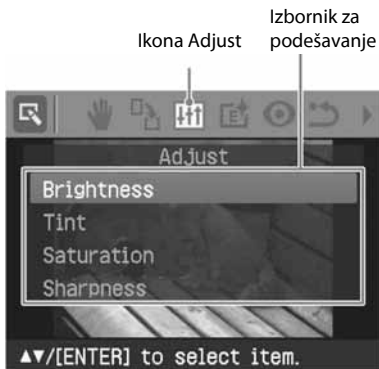 Izbornik za
podešavanje
Ikona Adjust
Adjust
Brightness
Tint
Saturation
Sharpness
▲▼/[ENTER] to select item.